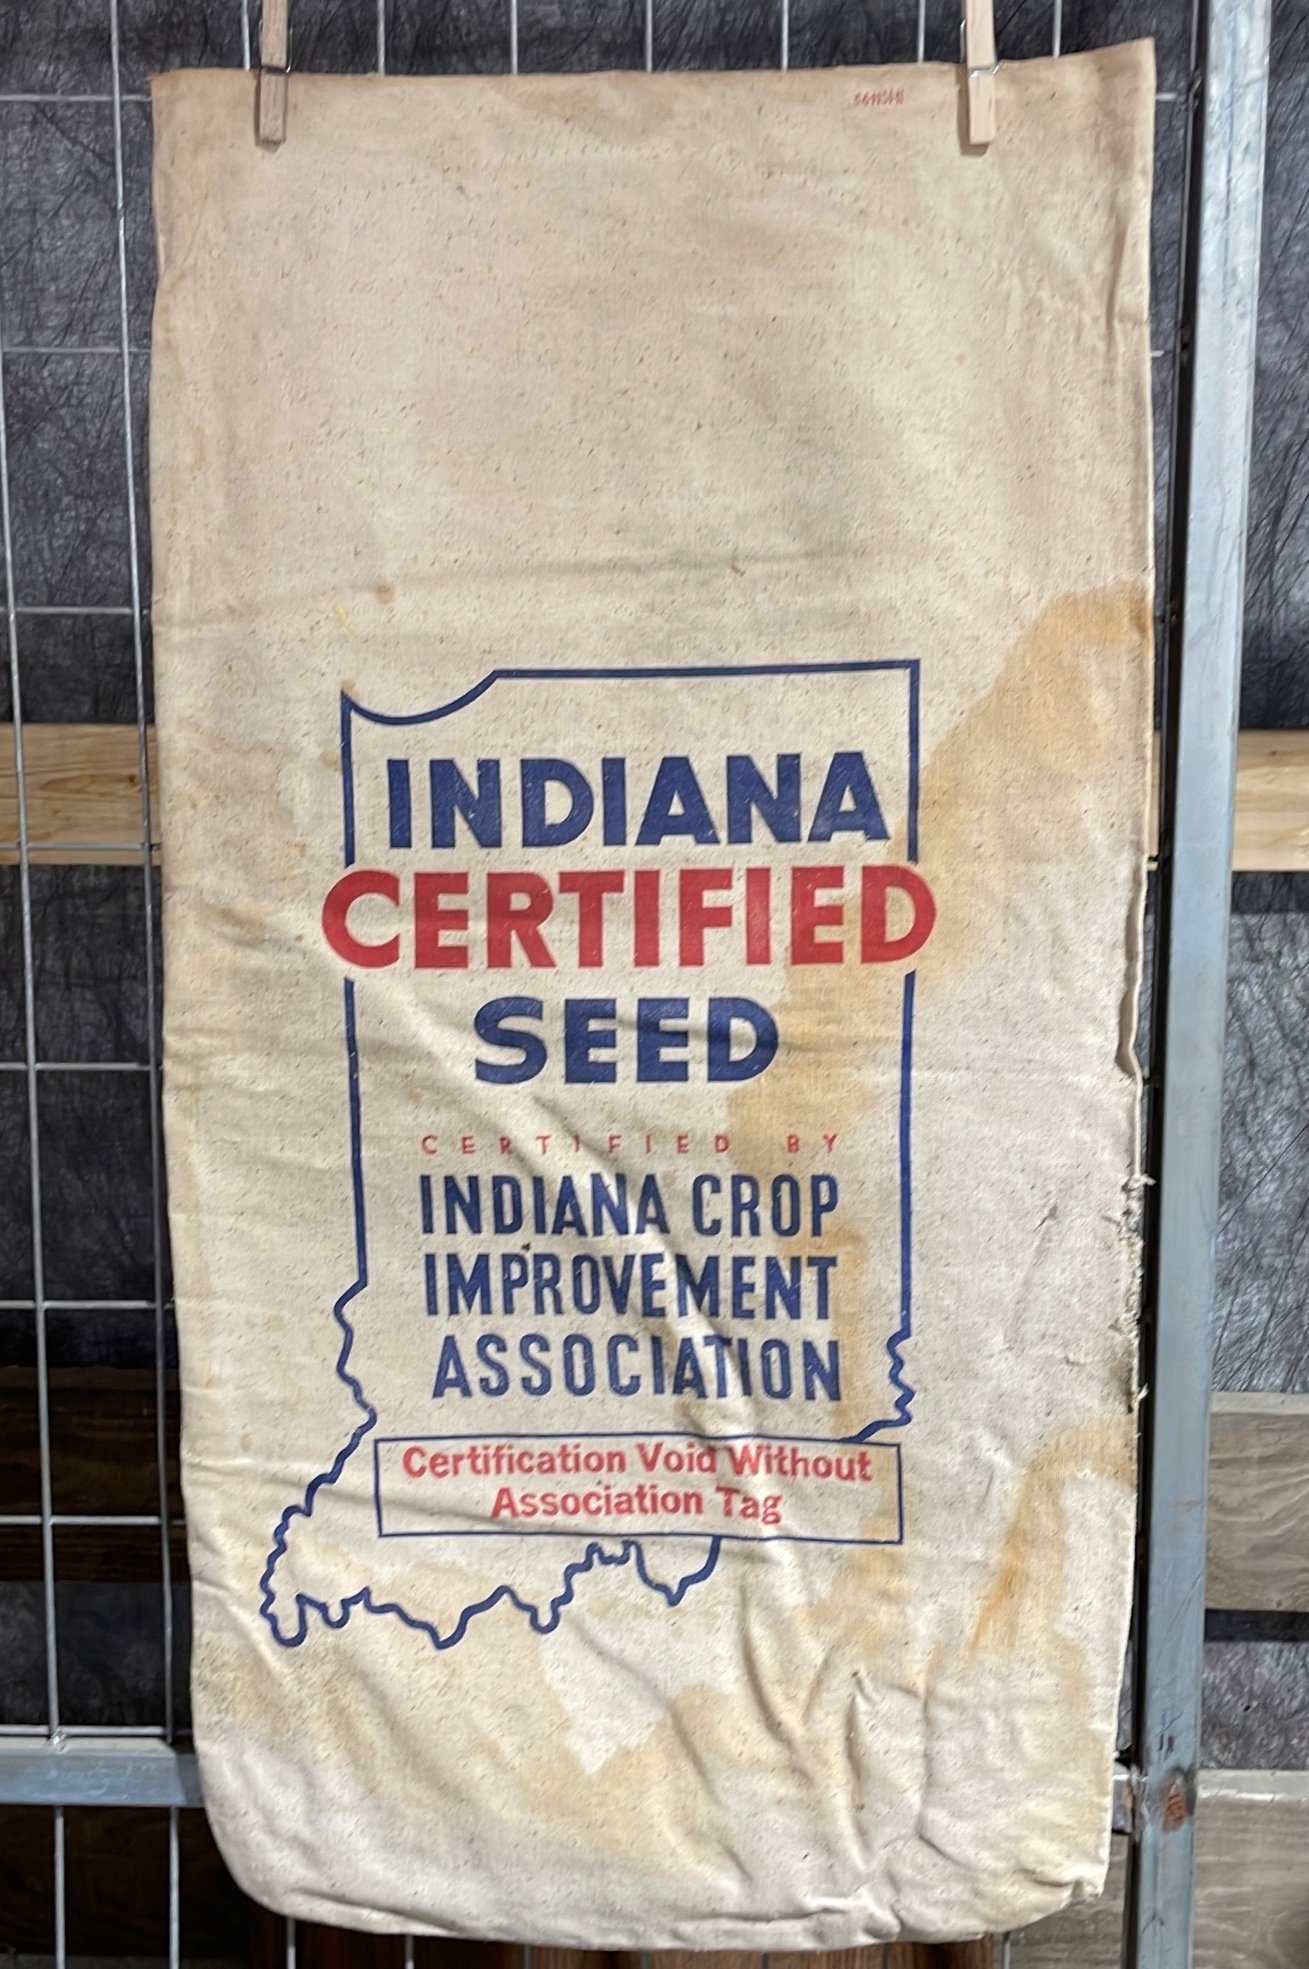 INDIANA
CERTIFIED
SEED
CERTIFIED BY
INDIANA CROP
IMPROVEMENT
ASSOCIATION
Certification Void Without
Association Tag